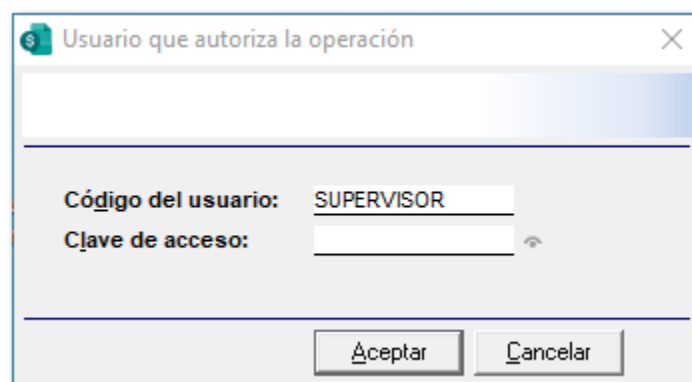 Usuario que autoriza la operación
Código del usuario: SUPERVISOR
Clave de acceso:
Aceptar Cancelar